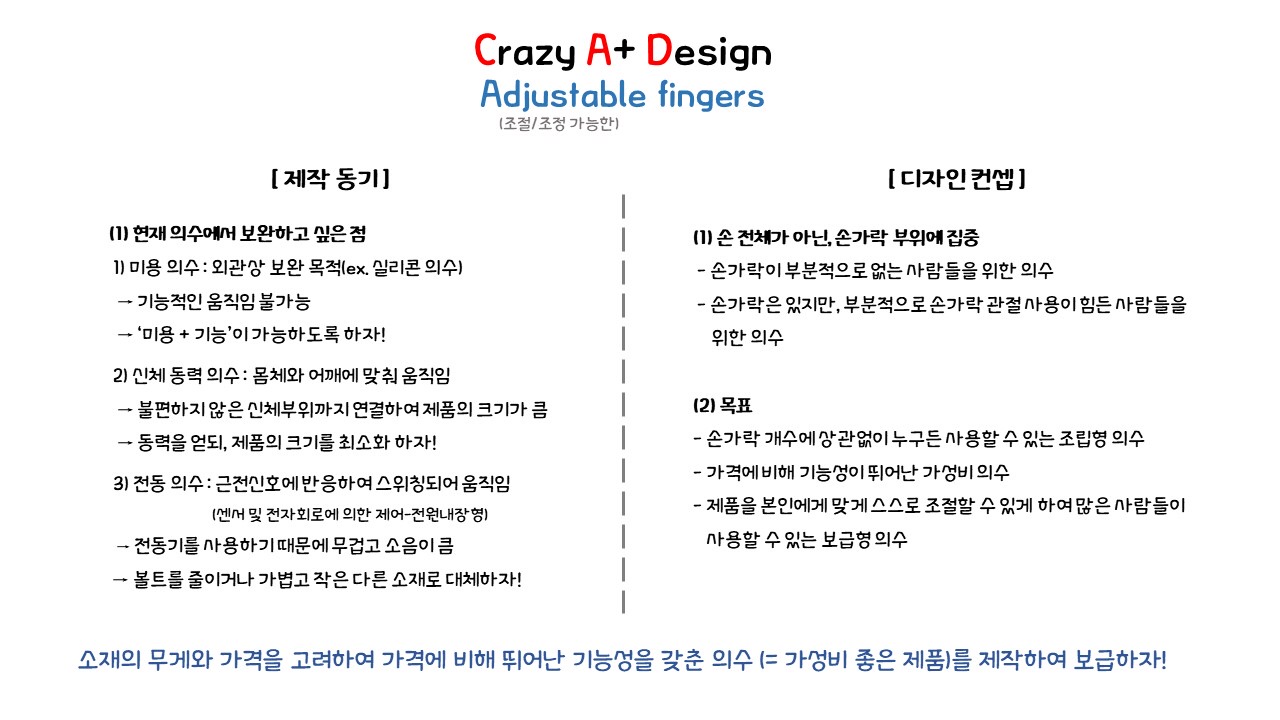 Crazy A+ Design
Adjustable fingers
(조절/조정 가능한)
[ 제작 동기 ]
(1) 현재 의수에서 보완하고 싶은 점
1) 미용 의수 : 외관상 보완 목적(ex. 실리콘 의수)
→ 기능적인 움직임 불가능
→ ‘미용 + 기능’이 가능하도록 하자!
2) 신체 동력 의수 : 몸체와 어깨에 맞춰 움직임
→ 불편하지 않은 신체부위까지 연결하여 제품의 크기가 큼
→ 동력을 얻되, 제품의 크기를 최소화 하자!
3) 전동 의수 : 근전신호에 반응하여 스위칭되어 움직임
(센서 및 전자회로에 의한 제어-전원내장형)
→ 전동기를 사용하기 때문에 무겁고 소음이 큼
→ 볼트를 줄이거나 가볍고 작은 다른 소재로 대체하자!
[ 디자인 컨셉 ]
(1) 손 전체가 아닌, 손가락 부위에 집중
- 손가락이 부분적으로 없는 사람들을 위한 의수
- 손가락은 있지만, 부분적으로 손가락 관절 사용이 힘든 사람들을
위한 의수
(2) 목표
- 손가락 개수에 상관없이 누구든 사용할 수 있는 조립형 의수
- 가격에 비해 기능성이 뛰어난 가성비 의수
- 제품을 본인에게 맞게 스스로 조절할 수 있게 하여 많은 사람들이
사용할 수 있는 보급형 의수
소재의 무게와 가격을 고려하여 가격에 비해 뛰어난 기능성을 갖춘 의수 (= 가성비 좋은 제품)를 제작하여 보급하자!